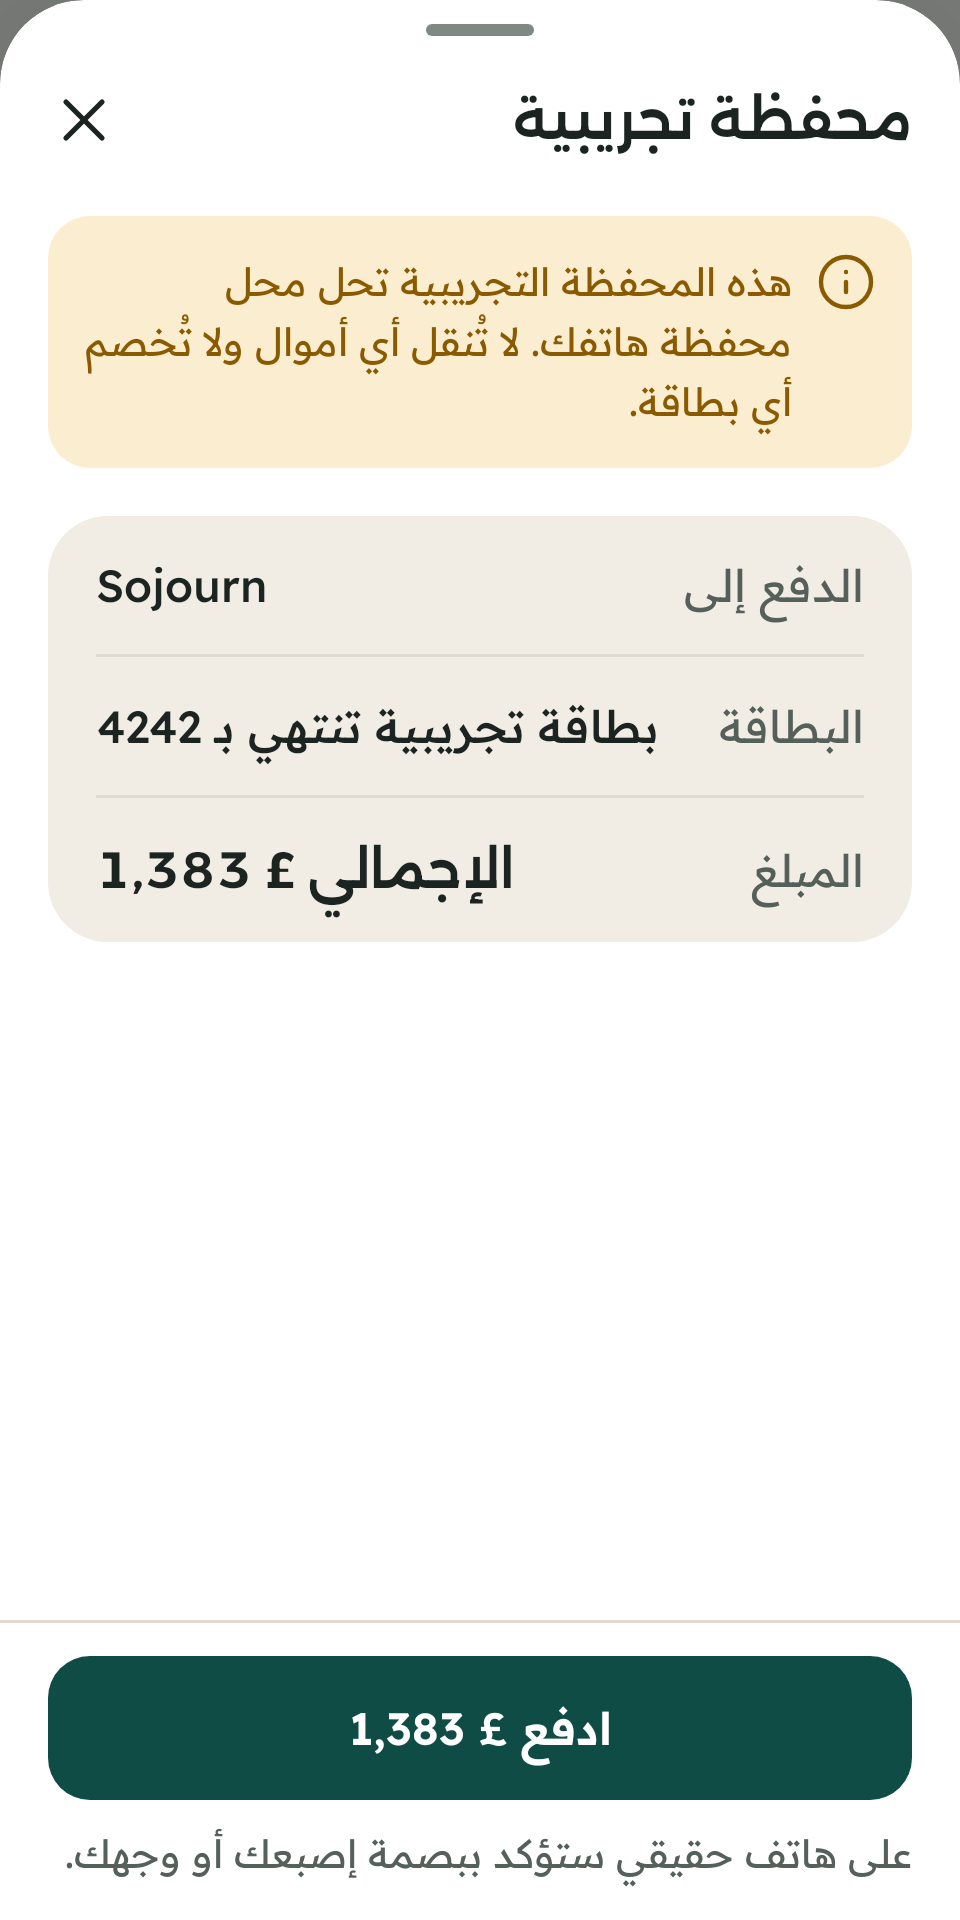 محفظة تجريبية
هذه المحفظة التجريبية تحل محل
محفظة هاتفك. لا تُنقل أي أموال ولا تُخصم
أي بطاقة.
الدفع إلى Sojourn
البطاقة بطاقة تجريبية تنتهي بـ 4242
المبلغ الإجمالي £ 1,383
ادفع £ 1,383
على هاتف حقيقي ستؤكد ببصمة إصبعك أو وجهك.